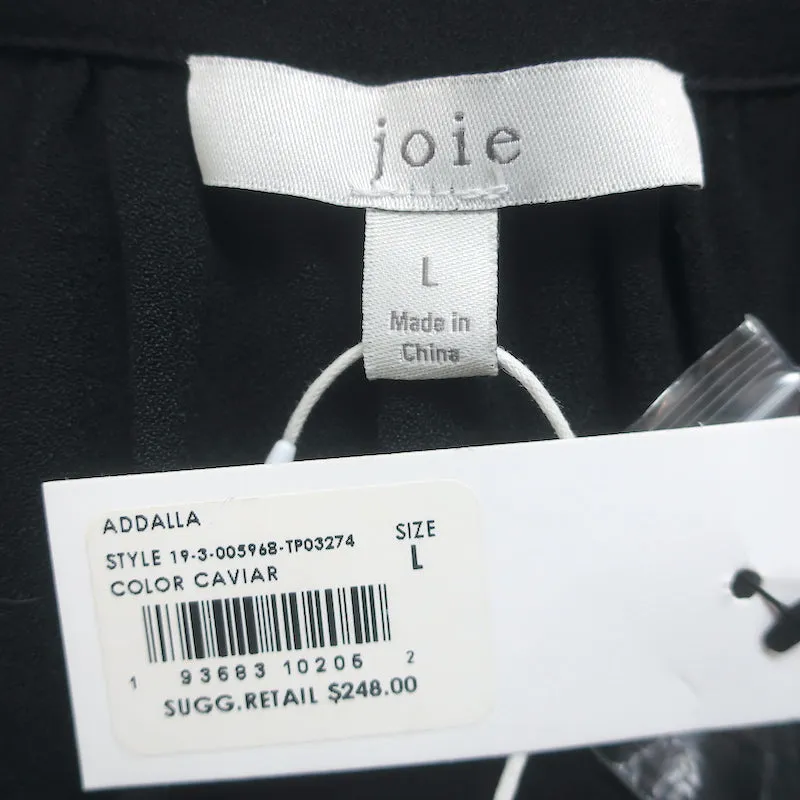 joie
L
Made in
China
ADDALLA
STYLE 19-3-005968-TP03274
COLOR CAVIAR
SIZE
L
1 93683 10206 2
SUGG.RETAIL $248.00